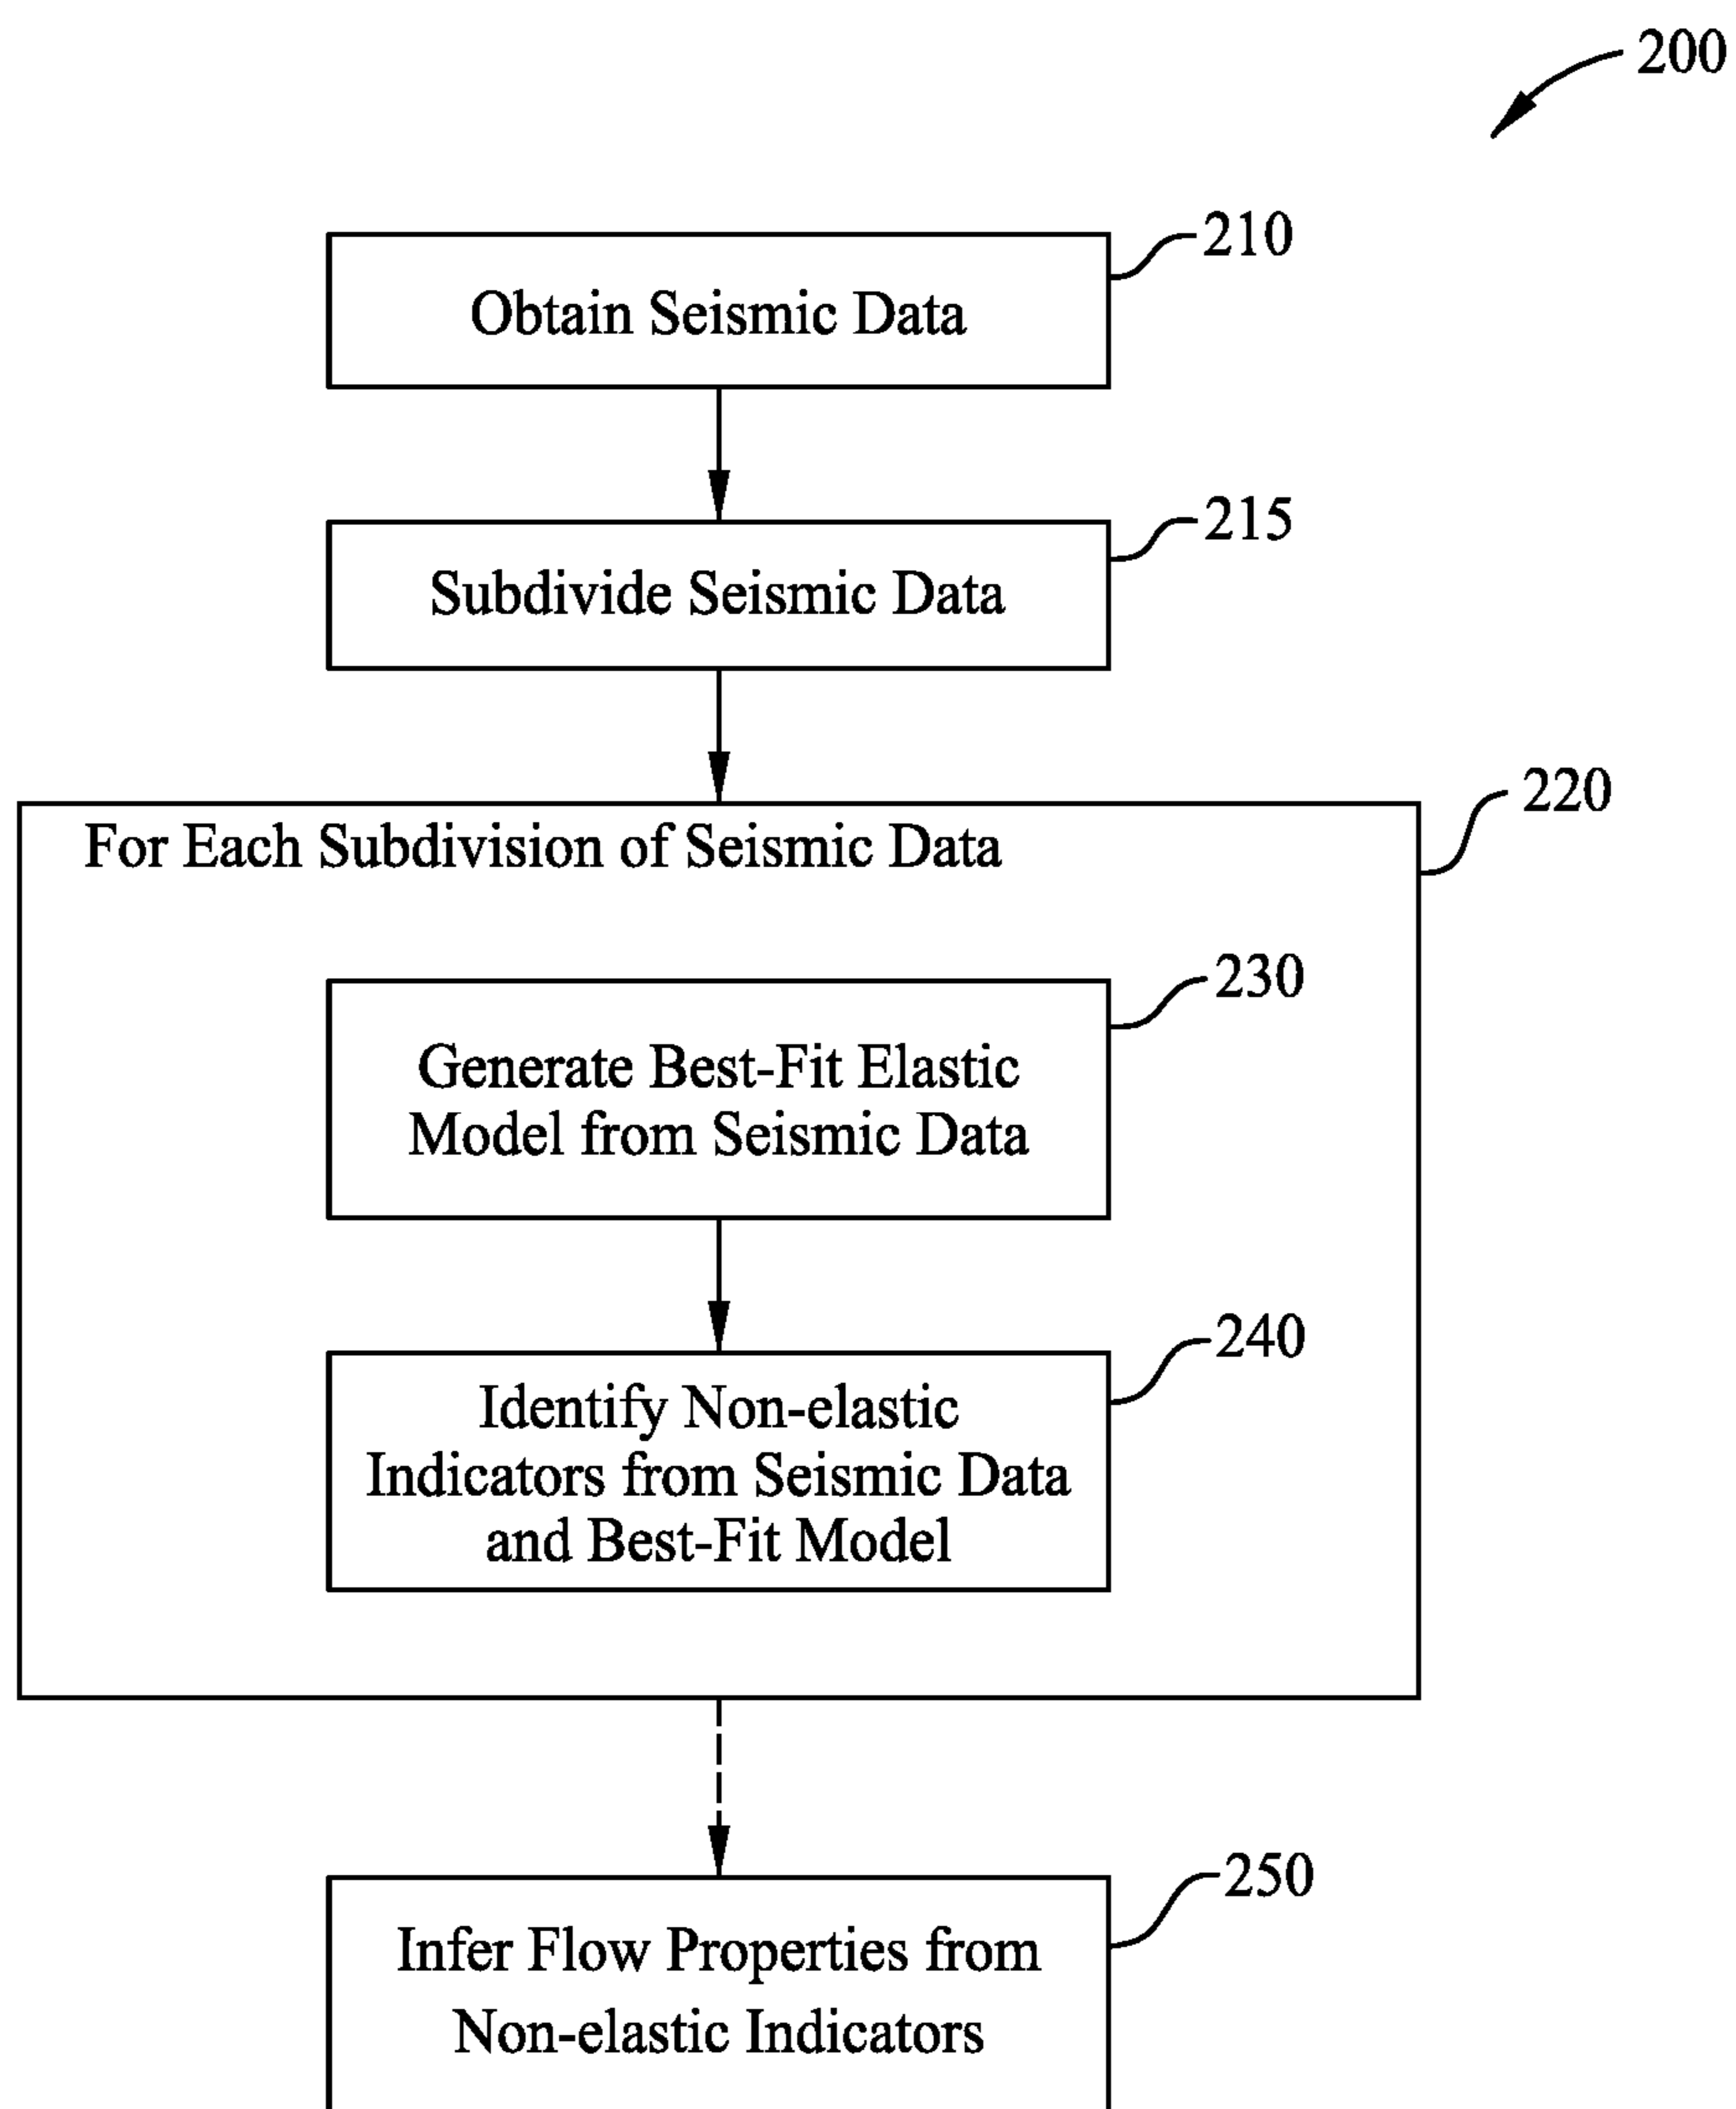 200
210
Obtain Seismic Data
215
Subdivide Seismic Data
220
For Each Subdivision of Seismic Data
230
Generate Best-Fit Elastic
Model from Seismic Data
240
Identify Non-elastic
Indicators from Seismic Data
and Best-Fit Model
250
Infer Flow Properties from
Non-elastic Indicators